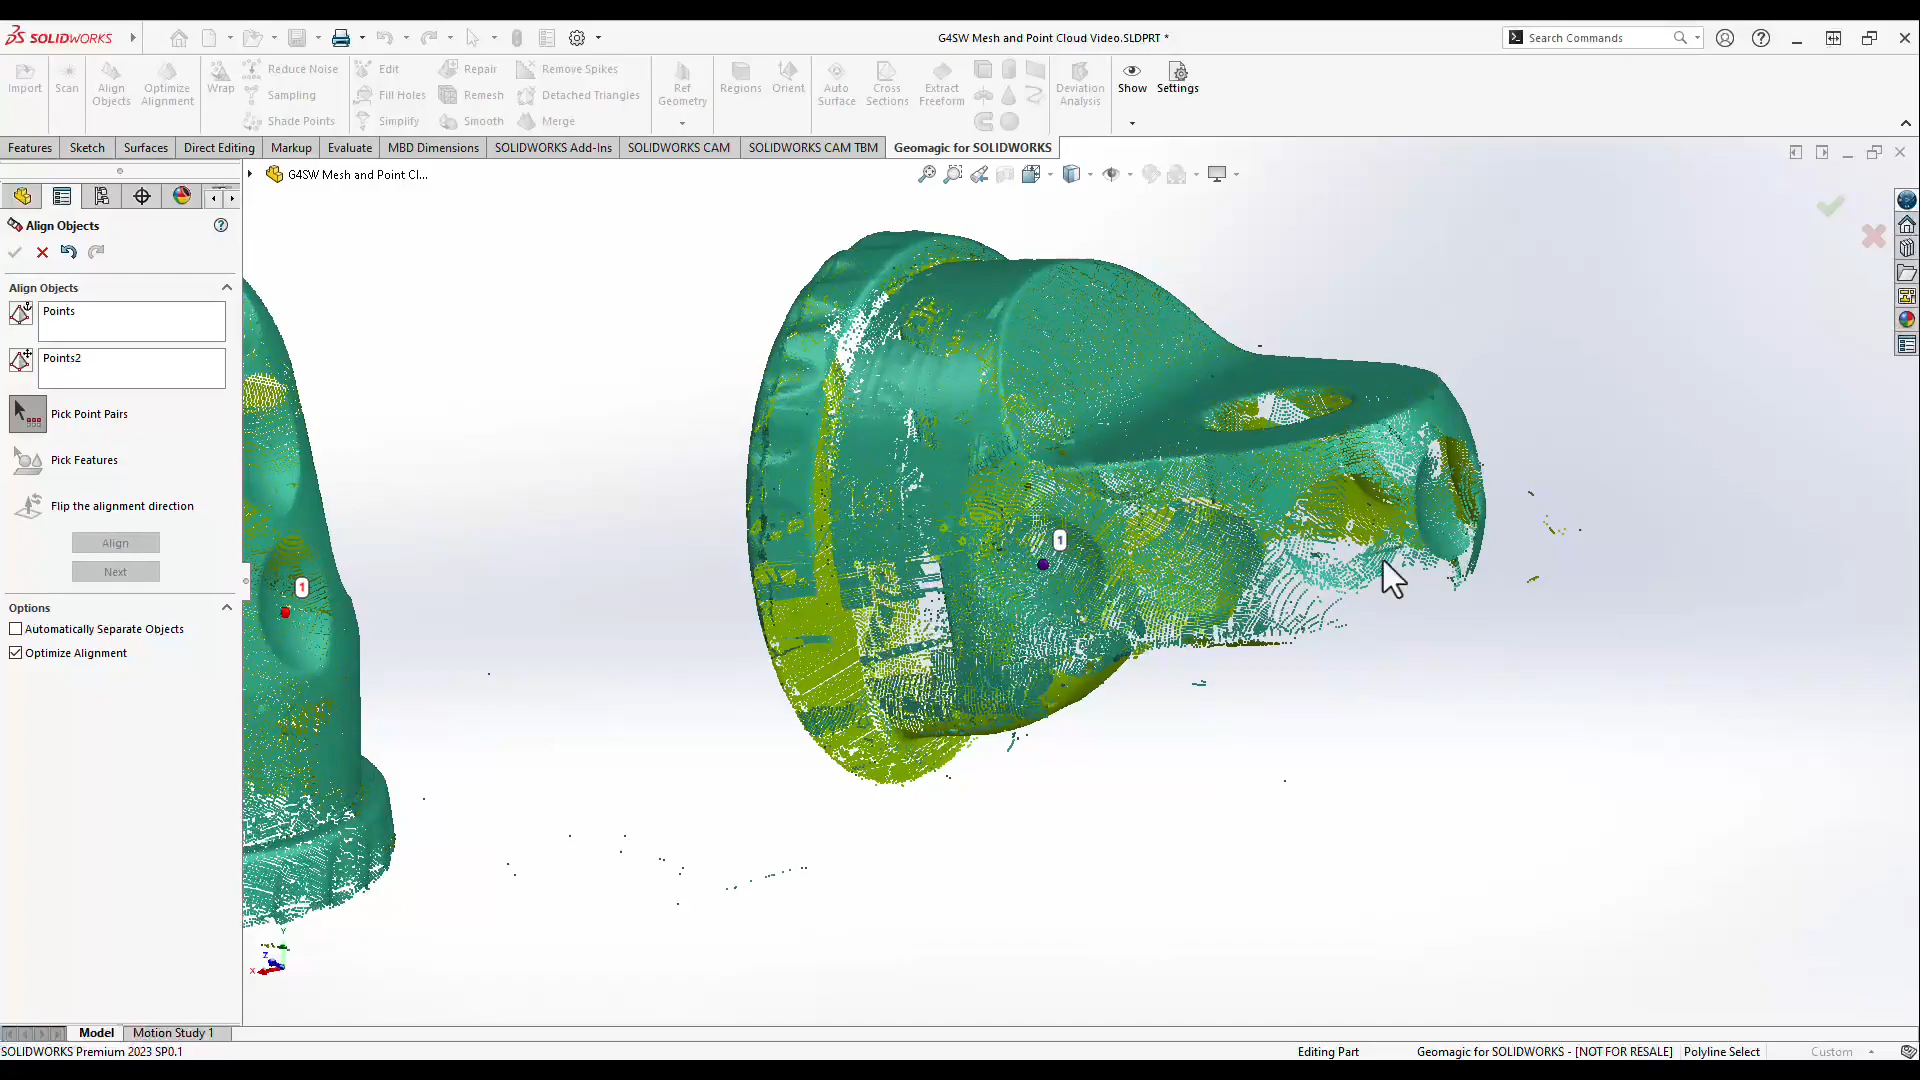 SOLIDWORKS
G4SW Mesh and Point Cloud Video.SLDPRT *
Search Commands
Import
Scan
Align Objects
Optimize Alignment
Wrap
Reduce Noise
Sampling
Shade Points
Edit
Fill Holes
Simplify
Repair
Remesh
Smooth
Remove Spikes
Detached Triangles
Merge
Ref Geometry
Regions
Orient
Auto Surface
Cross Sections
Extract Freeform
Deviation Analysis
Show
Settings
Features
Sketch
Surfaces
Direct Editing
Markup
Evaluate
MBD Dimensions
SOLIDWORKS Add-Ins
SOLIDWORKS CAM
SOLIDWORKS CAM TBM
Geomagic for SOLIDWORKS
G4SW Mesh and Point Cl...
Align Objects
Align Objects
Points
Points2
Pick Point Pairs
Pick Features
Flip the alignment direction
Align
Next
Options
Automatically Separate Objects
Optimize Alignment
1
1
Y
Z
X
Model
Motion Study 1
SOLIDWORKS Premium 2023 SP0.1
Editing Part
Geomagic for SOLIDWORKS - [NOT FOR RESALE]
Polyline Select
Custom